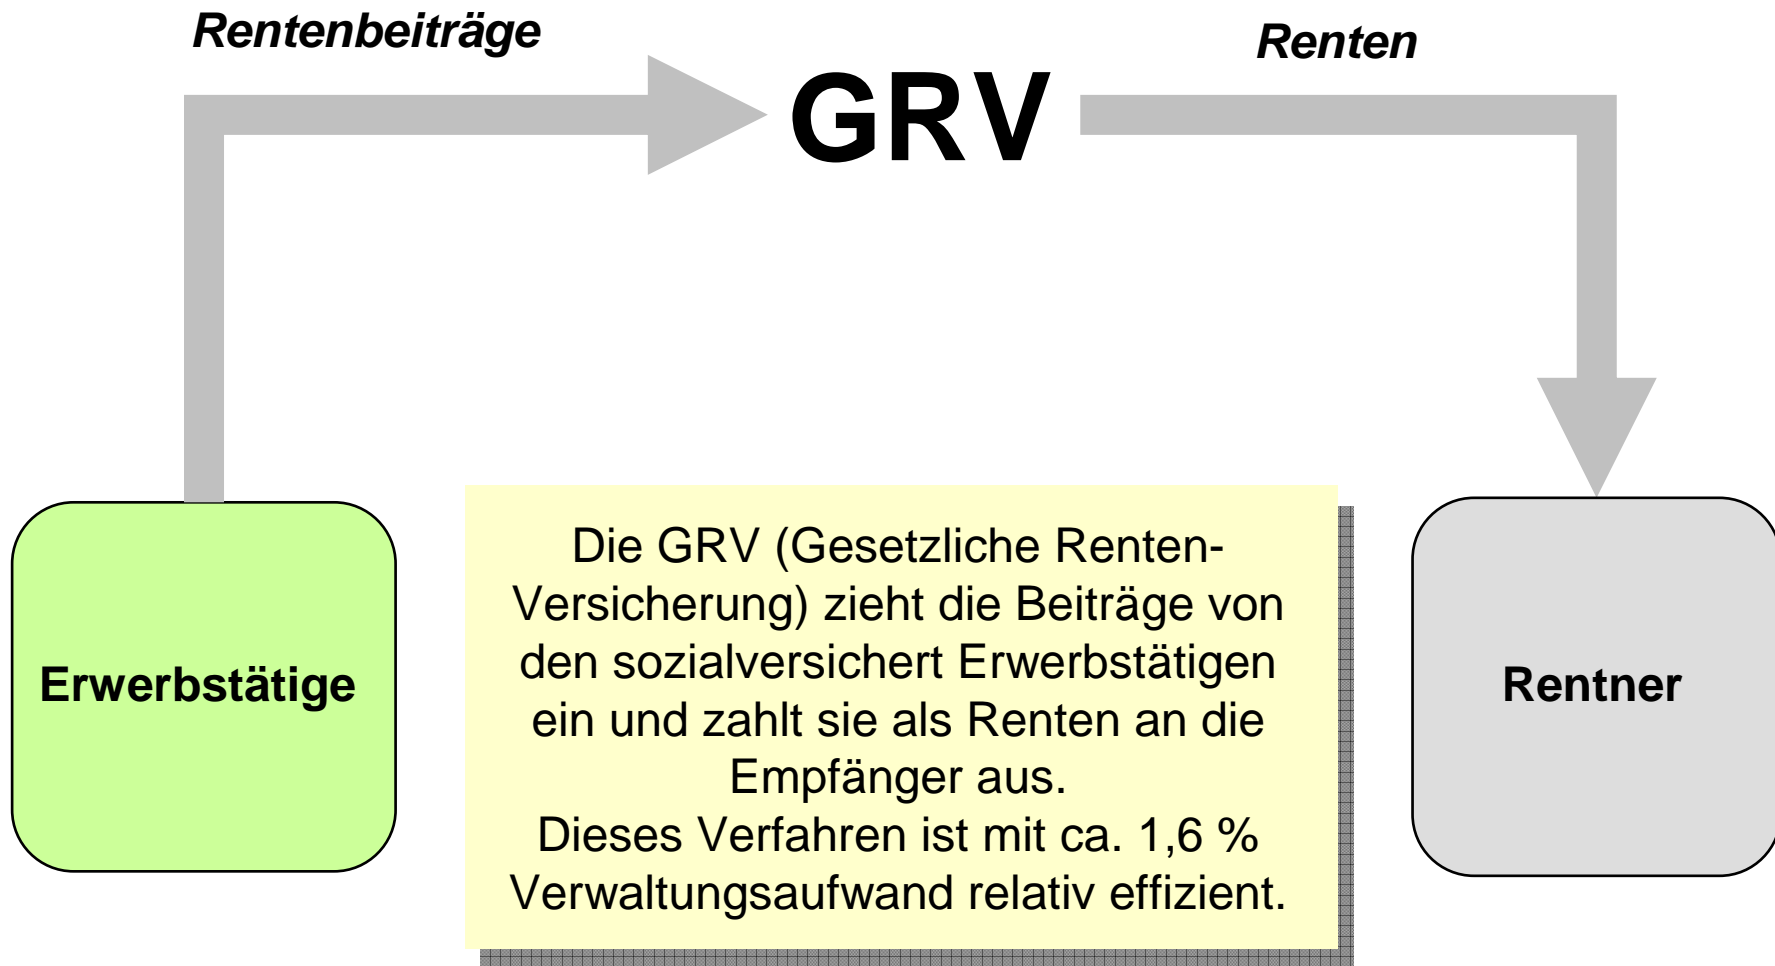 Rentenbeiträge
Renten
GRV
Erwerbstätige
Die GRV (Gesetzliche Renten-
Versicherung) zieht die Beiträge von
den sozialversichert Erwerbstätigen
ein und zahlt sie als Renten an die
Empfänger aus.
Dieses Verfahren ist mit ca. 1,6 %
Verwaltungsaufwand relativ effizient.
Rentner